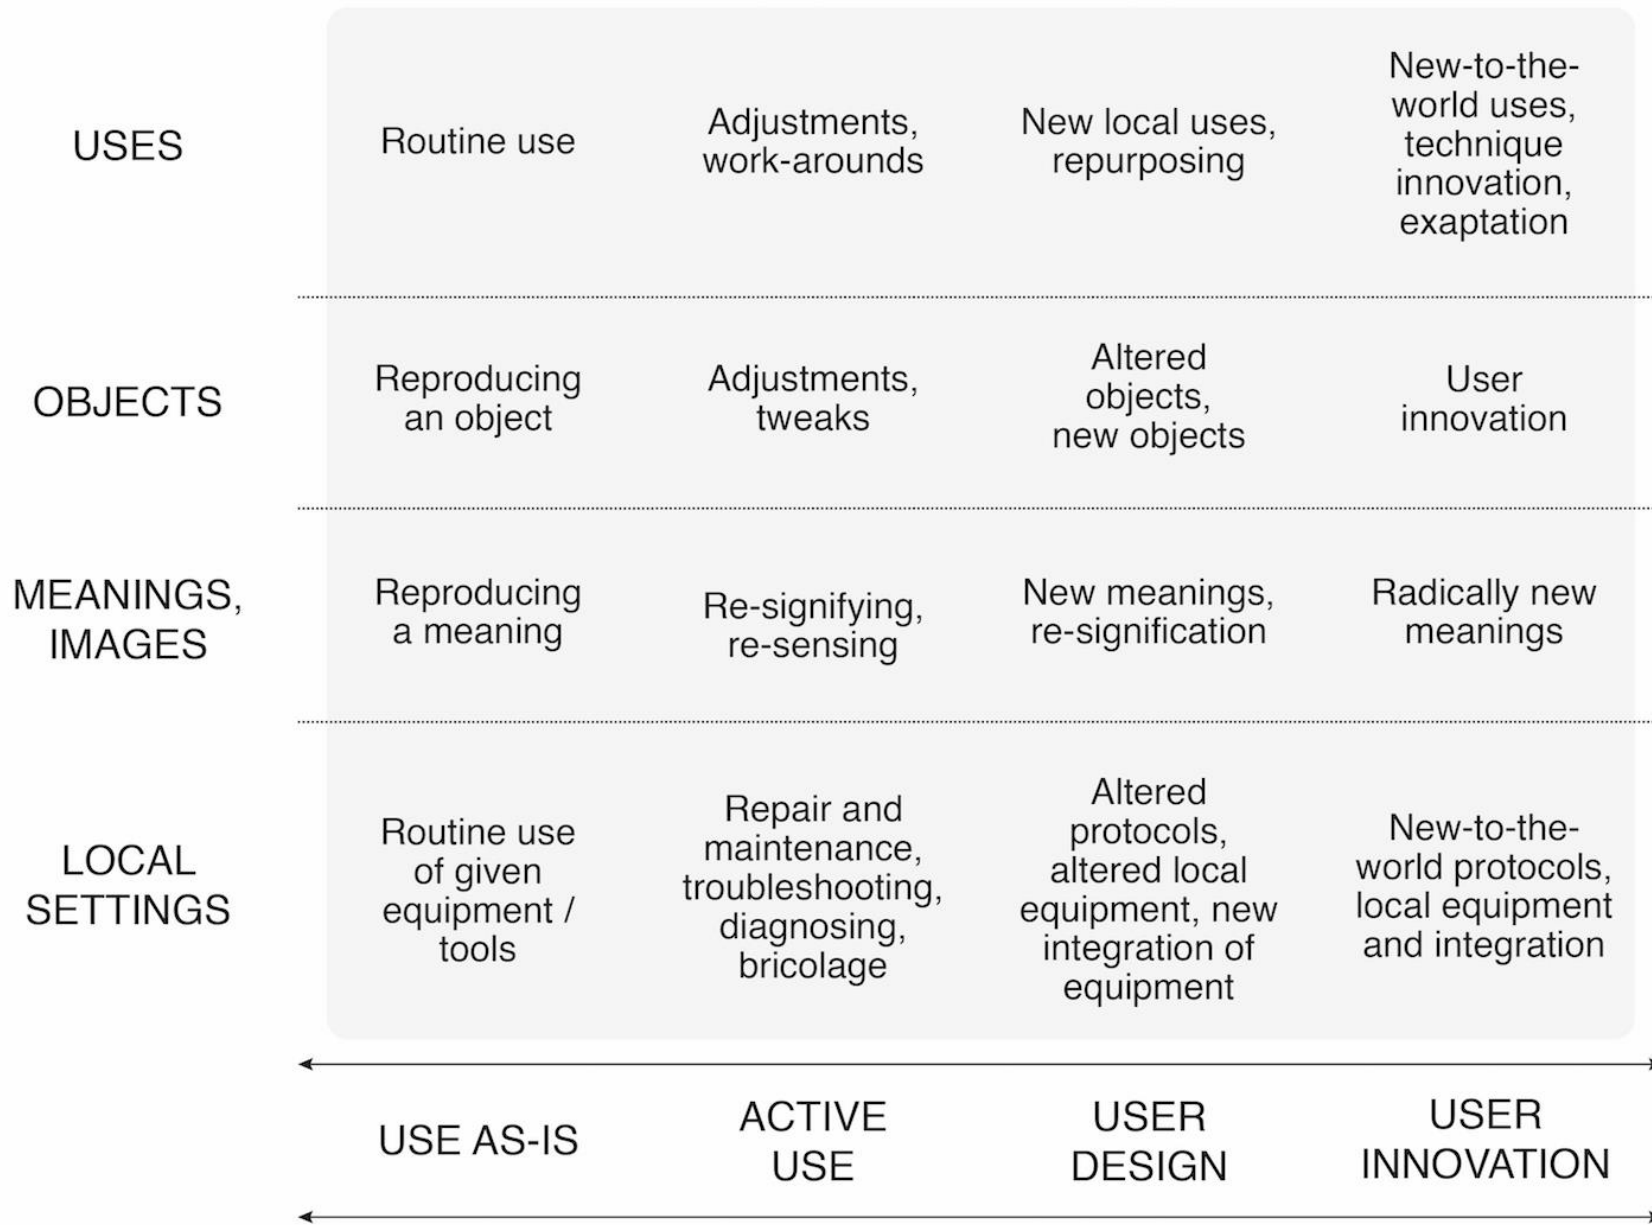 USES
Routine use
Adjustments,
work-arounds
New local uses,
repurposing
New-to-the-
world uses,
technique
innovation,
exaptation
OBJECTS
Reproducing
an object
Adjustments,
tweaks
Altered
objects,
new objects
User
innovation
MEANINGS,
IMAGES
Reproducing
a meaning
Re-signifying,
re-sensing
New meanings,
re-signification
Radically new
meanings
LOCAL
SETTINGS
Routine use
of given
equipment /
tools
Repair and
maintenance,
troubleshooting,
diagnosing,
bricolage
Altered
protocols,
altered local
equipment, new
integration of
equipment
New-to-the-
world protocols,
local equipment
and integration
USE AS-IS
ACTIVE
USE
USER
DESIGN
USER
INNOVATION